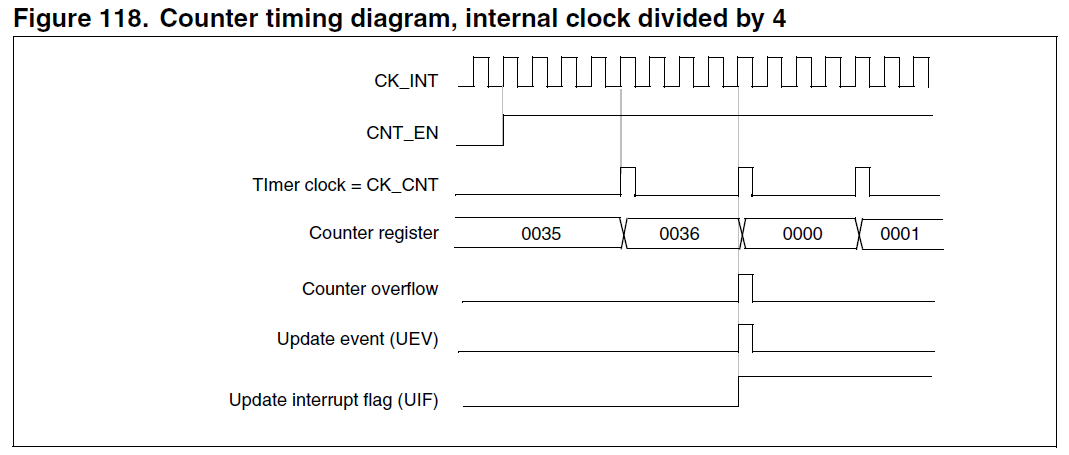 Figure 118. Counter timing diagram, internal clock divided by 4
CK_INT
CNT_EN
TImer clock = CK_CNT
Counter register 0035 0036 0000 0001
Counter overflow
Update event (UEV)
Update interrupt flag (UIF)